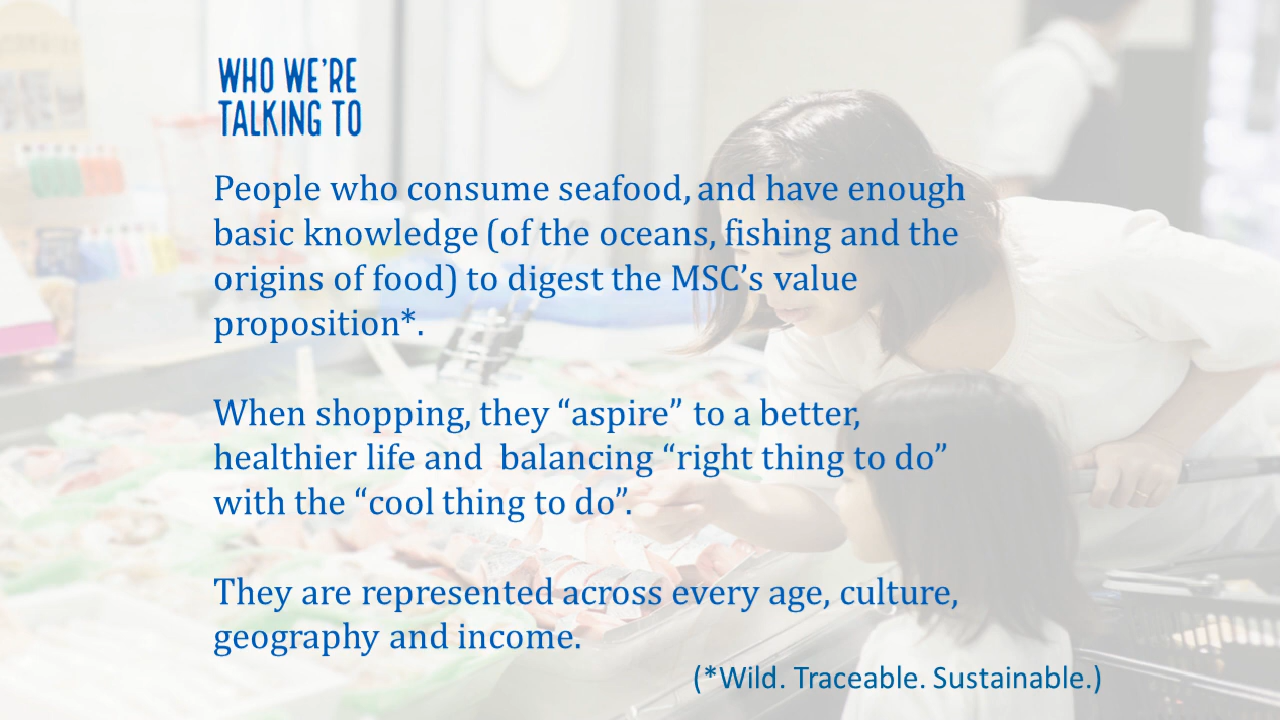 WHO WE'RE
TALKING TO
People who consume seafood, and have enough
basic knowledge (of the oceans, fishing and the
origins of food) to digest the MSC’s value
proposition*.
When shopping, they “aspire” to a better,
healthier life and  balancing “right thing to do”
with the “cool thing to do”.
They are represented across every age, culture,
geography and income.
(*Wild. Traceable. Sustainable.)